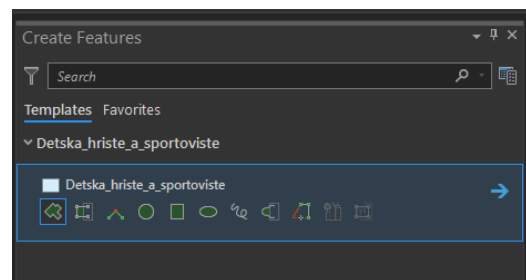 Create Features
Search
Templates Favorites
Detska_hriste_a_sportoviste
Detska_hriste_a_sportoviste